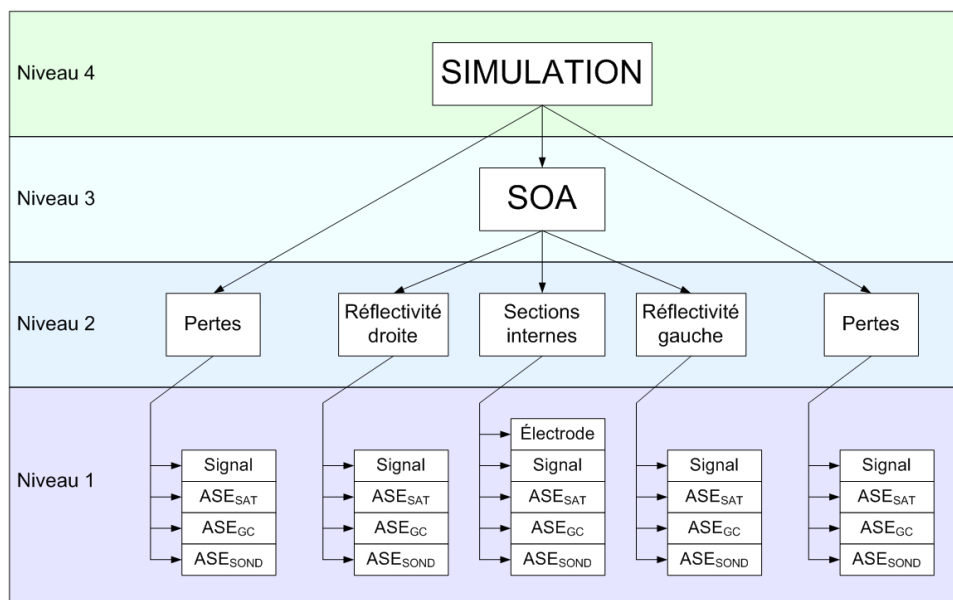 Niveau 4
SIMULATION
Niveau 3
SOA
Niveau 2
Pertes
Réflectivité
droite
Sections
internes
Réflectivité
gauche
Pertes
Niveau 1
Signal
ASESAT
ASEGC
ASESOND
Signal
ASESAT
ASEGC
ASESOND
Électrode
Signal
ASESAT
ASEGC
ASESOND
Signal
ASESAT
ASEGC
ASESOND
Signal
ASESAT
ASEGC
ASESOND